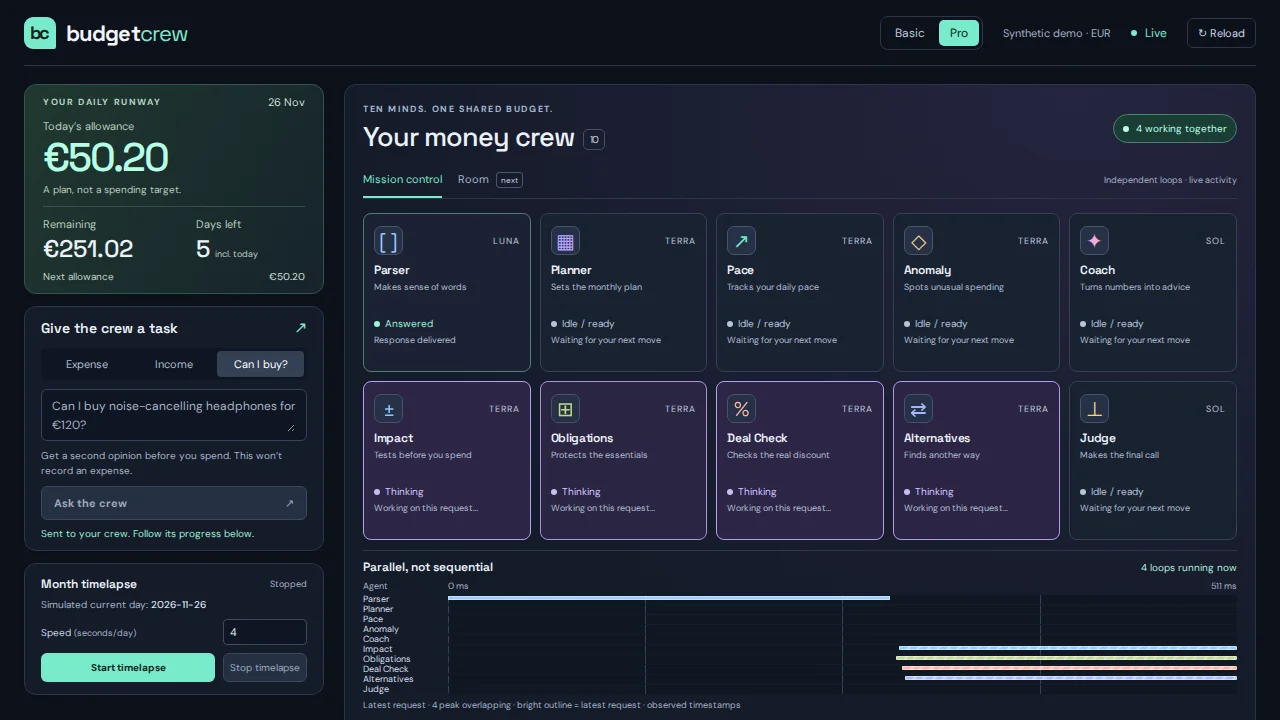 bc budgetcrew
Basic Pro Synthetic demo · EUR Live ↻ Reload
YOUR DAILY RUNWAY 26 Nov
Today's allowance
€50.20
A plan, not a spending target.
Remaining Days left
€251.02 5 incl. today
Next allowance €50.20
Give the crew a task ↗
Expense Income Can I buy?
Can I buy noise-cancelling headphones for
€120?
Get a second opinion before you spend. This won't
record an expense.
Ask the crew ↗
Sent to your crew. Follow its progress below.
Month timelapse Stopped
Simulated current day: 2026-11-26
Speed (seconds/day) 4
Start timelapse Stop timelapse
TEN MINDS. ONE SHARED BUDGET.
Your money crew 10
4 working together
Mission control Room next Independent loops · live activity
[ ] LUNA
Parser
Makes sense of words
Answered
Response delivered
▦ TERRA
Planner
Sets the monthly plan
Idle / ready
Waiting for your next move
↗ TERRA
Pace
Tracks your daily pace
Idle / ready
Waiting for your next move
◇ TERRA
Anomaly
Spots unusual spending
Idle / ready
Waiting for your next move
✦ SOL
Coach
Turns numbers into advice
Idle / ready
Waiting for your next move
± TERRA
Impact
Tests before you spend
Thinking
Working on this request…
⊞ TERRA
Obligations
Protects the essentials
Thinking
Working on this request…
% TERRA
Deal Check
Checks the real discount
Thinking
Working on this request…
⇄ TERRA
Alternatives
Finds another way
Thinking
Working on this request…
⊥ SOL
Judge
Makes the final call
Idle / ready
Waiting for your next move
Parallel, not sequential 4 loops running now
Agent 0 ms 511 ms
Parser
Planner
Pace
Anomaly
Coach
Impact
Obligations
Deal Check
Alternatives
Judge
Latest request · 4 peak overlapping · bright outline = latest request · observed timestamps